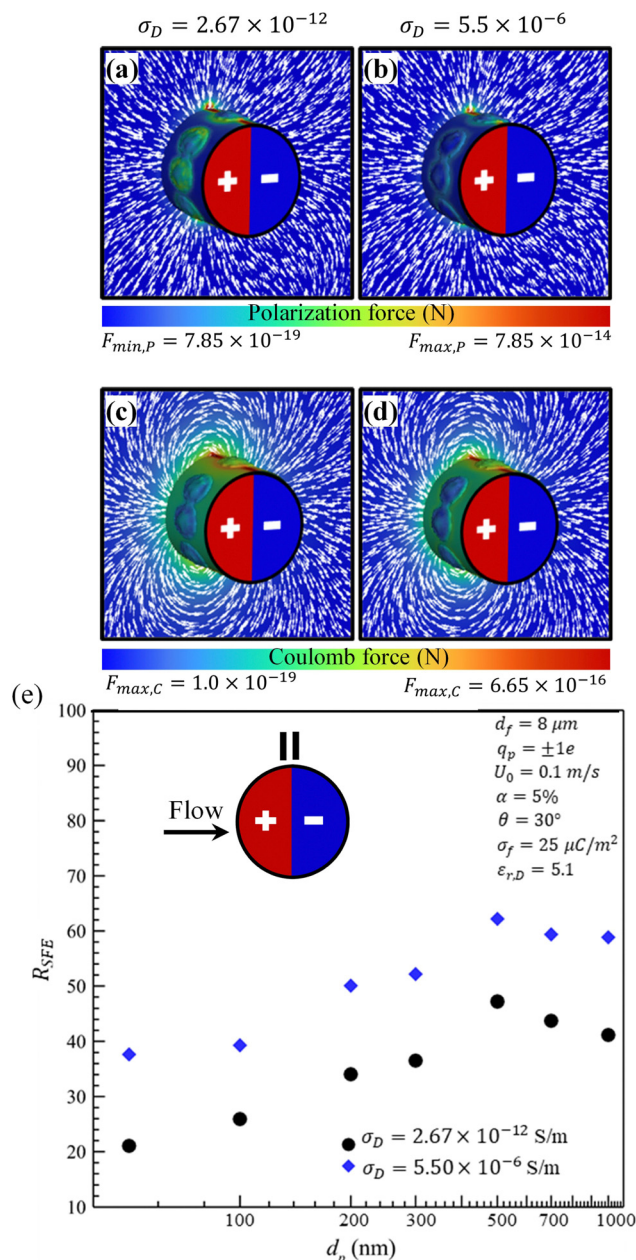 σ_D = 2.67 × 10⁻¹² σ_D = 5.5 × 10⁻⁶
(a) (b)
+ − + −
Polarization force (N)
F_min,P = 7.85 × 10⁻¹⁹ F_max,P = 7.85 × 10⁻¹⁴
(c) (d)
+ − + −
Coulomb force (N)
F_max,C = 1.0 × 10⁻¹⁹ F_max,C = 6.65 × 10⁻¹⁶
(e)
100
90
80
70
60
50
40
30
20
10
R_SFE
Flow
+ −
d_f = 8 μm
q_p = ±1e
U_0 = 0.1 m/s
α = 5%
θ = 30°
σ_f = 25 μC/m²
ε_r,D = 5.1
σ_D = 2.67 × 10⁻¹² S/m
σ_D = 5.50 × 10⁻⁶ S/m
100 200 300 500 700 1000
d_p (nm)